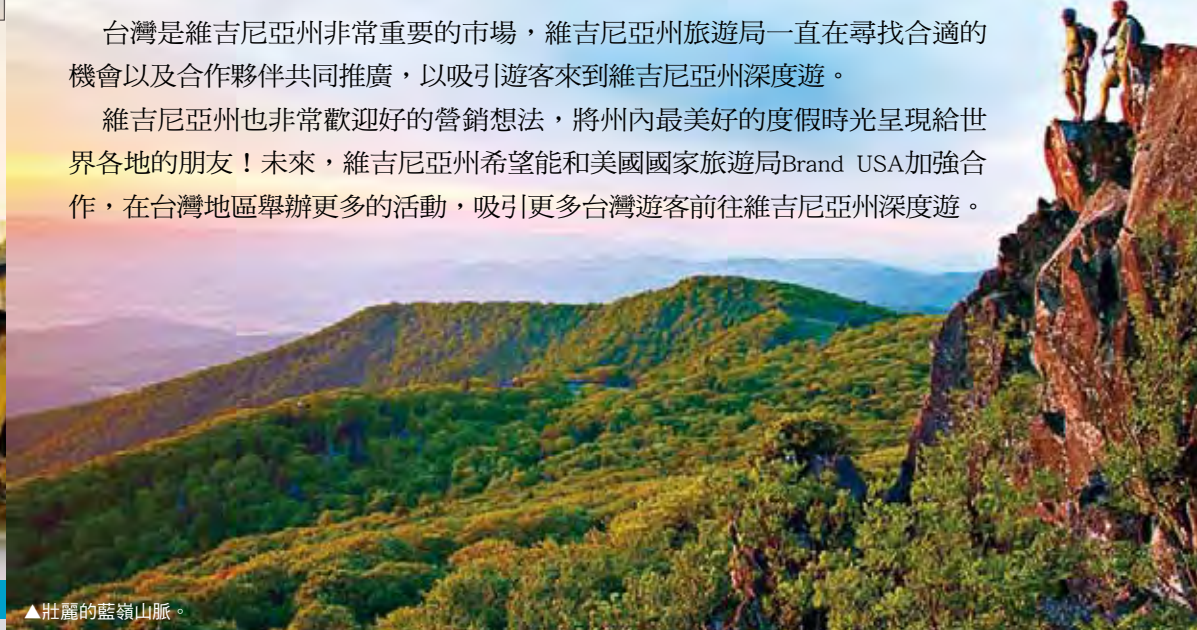 台灣是維吉尼亞州非常重要的市場，維吉尼亞州旅遊局一直在尋找合適的
機會以及合作夥伴共同推廣，以吸引遊客來到維吉尼亞州深度遊。
維吉尼亞州也非常歡迎好的營銷想法，將州內最美好的度假時光呈現給世
界各地的朋友！未來，維吉尼亞州希望能和美國國家旅遊局Brand USA加強合
作，在台灣地區舉辦更多的活動，吸引更多台灣遊客前往維吉尼亞州深度遊。
▲壯麗的藍嶺山脈。